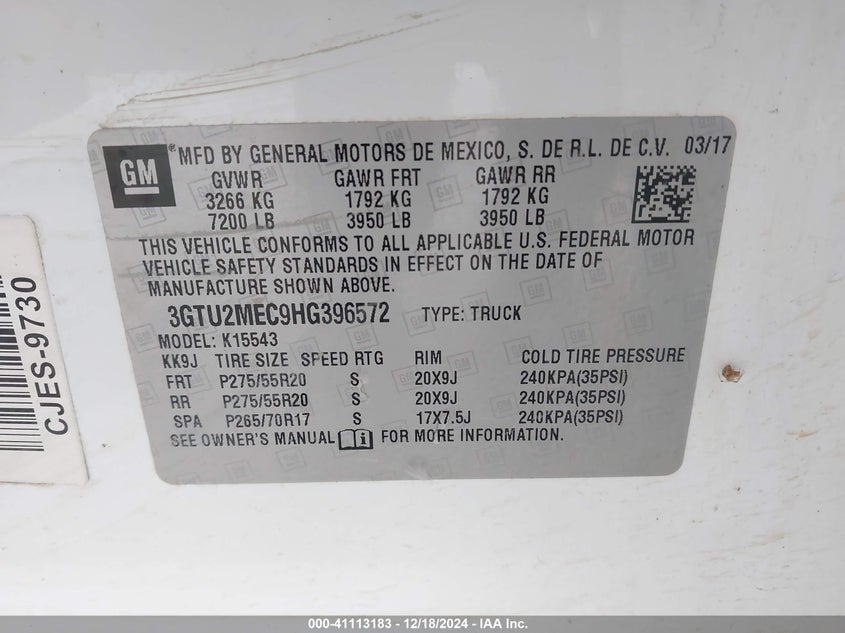 GM ® MFD BY GENERAL MOTORS DE MEXICO, S. DE R.L. DE C.V. 03/17
GVWR GAWR FRT GAWR RR
3266 KG 1792 KG 1792 KG
7200 LB 3950 LB 3950 LB
THIS VEHICLE CONFORMS TO ALL APPLICABLE U.S. FEDERAL MOTOR
VEHICLE SAFETY STANDARDS IN EFFECT ON THE DATE OF
MANUFACTURE SHOWN ABOVE.
3GTU2MEC9HG396572 TYPE: TRUCK
MODEL: K15543
KK9J TIRE SIZE SPEED RTG RIM COLD TIRE PRESSURE
FRT P275/55R20 S 20X9J 240KPA(35PSI)
RR P275/55R20 S 20X9J 240KPA(35PSI)
SPA P265/70R17 S 17X7.5J 240KPA(35PSI)
SEE OWNER'S MANUAL FOR MORE INFORMATION.
CJES-9730
000-41113183 - 12/18/2024 - IAA Inc.